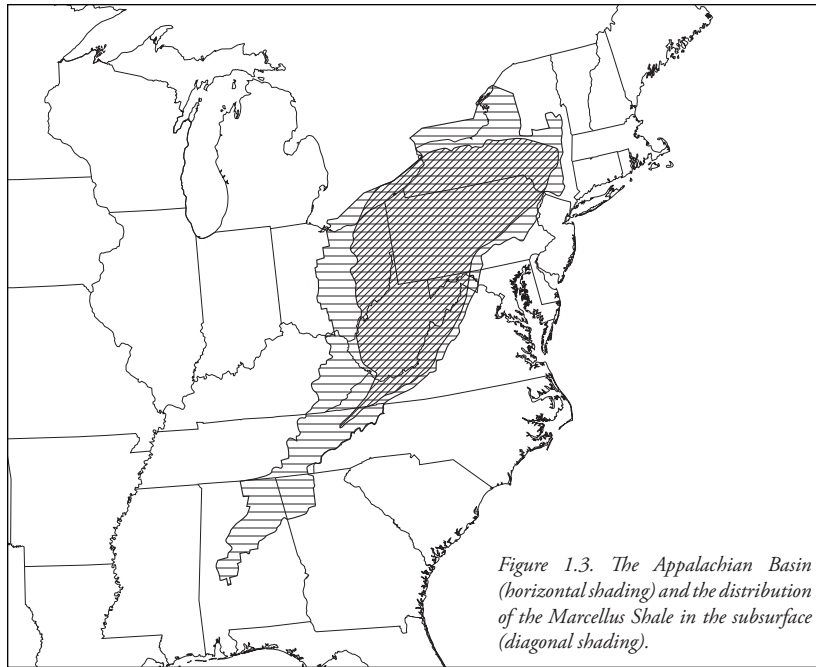 Figure 1.3. The Appalachian Basin
(horizontal shading) and the distribution
of the Marcellus Shale in the subsurface
(diagonal shading).